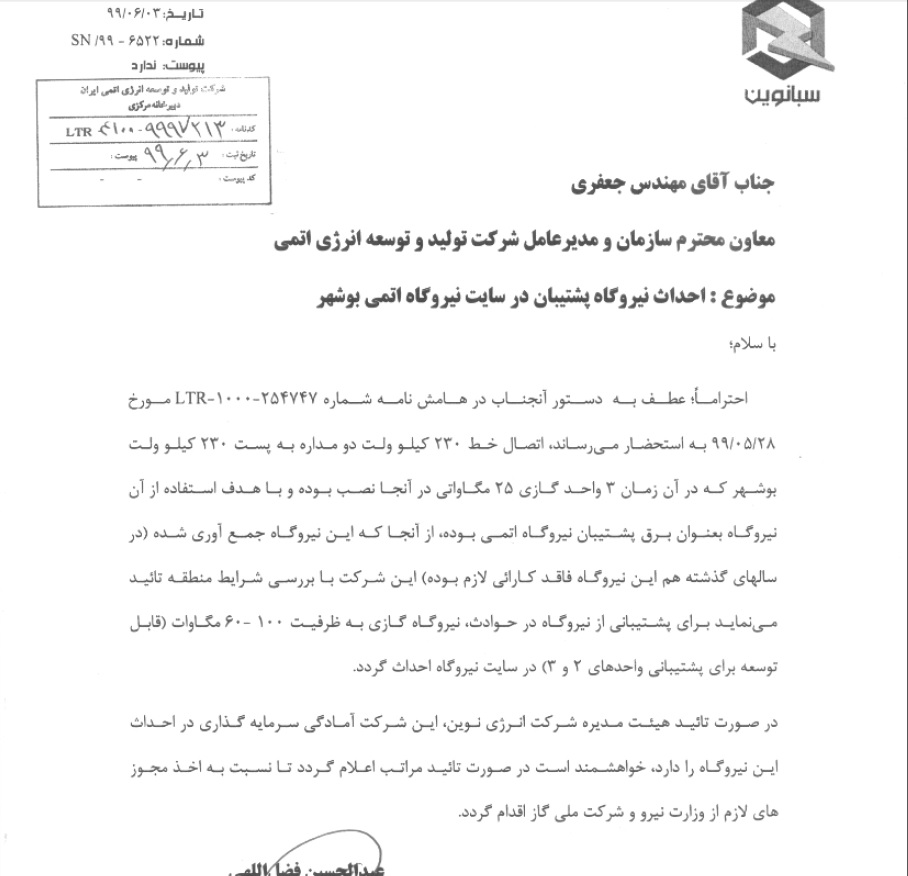 تاریخ: ۹۹/۰۶/۰۳
شماره: SN /۹۹ - ۶۵۲۲
پیوست: ندارد
شرکت تولید و توسعه انرژی اتمی ایران
دبیرخانه مرکزی
کدنامه: LTR-۴۱۰۰-۹۹۹۷۲۱۳
تاریخ ثبت: ۹۹/۶/۳ پیوست:
کد پیوست: - -
سبانوین
جناب آقای مهندس جعفری
معاون محترم سازمان و مدیرعامل شرکت تولید و توسعه انرژی اتمی
موضوع : احداث نیروگاه پشتیبان در سایت نیروگاه اتمی بوشهر
با سلام؛
احتراماً؛ عطف به دستور آنجناب در هامش نامه شماره LTR-۱۰۰۰-۲۵۴۷۴۷ مورخ
۹۹/۰۵/۲۸ به استحضار می‌رساند، اتصال خط ۲۳۰ کیلو ولت دو مداره به پست ۲۳۰ کیلو ولت
بوشهر که در آن زمان ۳ واحد گازی ۲۵ مگاواتی در آنجا نصب بوده و با هدف استفاده از آن
نیروگاه بعنوان برق پشتیبان نیروگاه اتمی بوده، از آنجا که این نیروگاه جمع آوری شده (در
سالهای گذشته هم این نیروگاه فاقد کارائی لازم بوده) این شرکت با بررسی شرایط منطقه تائید
می‌نماید برای پشتیبانی از نیروگاه در حوادث، نیروگاه گازی به ظرفیت ۱۰۰ -۶۰ مگاوات (قابل
توسعه برای پشتیبانی واحدهای ۲ و ۳) در سایت نیروگاه احداث گردد.
در صورت تائید هیئت مدیره شرکت انرژی نوین، این شرکت آمادگی سرمایه گذاری در احداث
این نیروگاه را دارد، خواهشمند است در صورت تائید مراتب اعلام گردد تا نسبت به اخذ مجوز
های لازم از وزارت نیرو و شرکت ملی گاز اقدام گردد.
عبدالحسین فضل اللهی